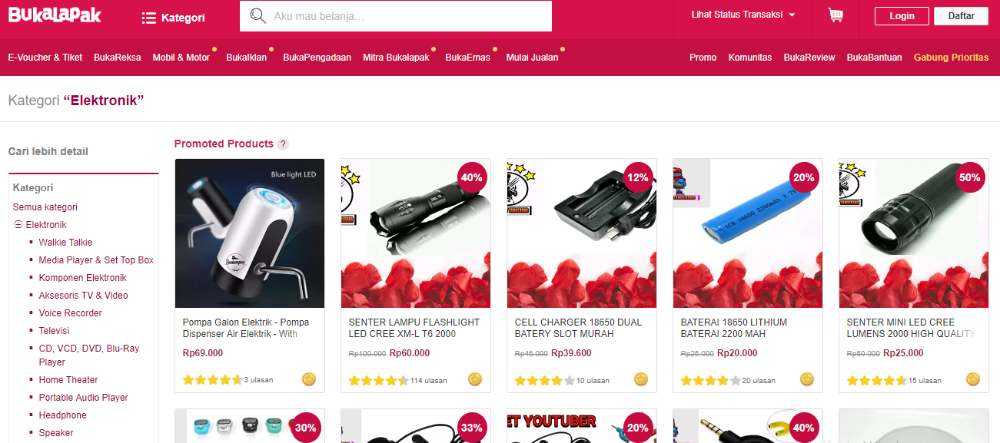 BukaLapak
Kategori
Aku mau belanja...
Lihat Status Transaksi
Login
Daftar
E-Voucher & Tiket
BukaReksa
Mobil & Motor
BukaIklan
BukaPengadaan
Mitra Bukalapak
BukaEmas
Mulai Jualan
Promo
Komunitas
BukaReview
BukaBantuan
Gabung Prioritas
Kategori “Elektronik”
Cari lebih detail
Kategori
Semua kategori
Elektronik
Walkie Talkie
Media Player & Set Top Box
Komponen Elektronik
Aksesoris TV & Video
Voice Recorder
Televisi
CD, VCD, DVD, Blu-Ray
Player
Home Theater
Portable Audio Player
Headphone
Speaker
Promoted Products ?
Blue light LED
Pompa Galon Elektrik - Pompa
Dispenser Air Elektrik - With
Rp69.000
3 ulasan
40%
SENTER LAMPU FLASHLIGHT
LED CREE XM-L T6 2000
Rp100.000 Rp60.000
114 ulasan
12%
CELL CHARGER 18650 DUAL
BATERY SLOT MURAH
Rp45.000 Rp39.600
10 ulasan
20%
ICR 18650 2200mAh 3.7V
BATERAI 18650 LITHIUM
BATERAI 2200 MAH
Rp25.000 Rp20.000
20 ulasan
50%
SENTER MINI LED CREE
LUMENS 2000 HIGH QUALITY
Rp50.000 Rp25.000
15 ulasan
30%
33%
ET YOUTUBER
20%
40%